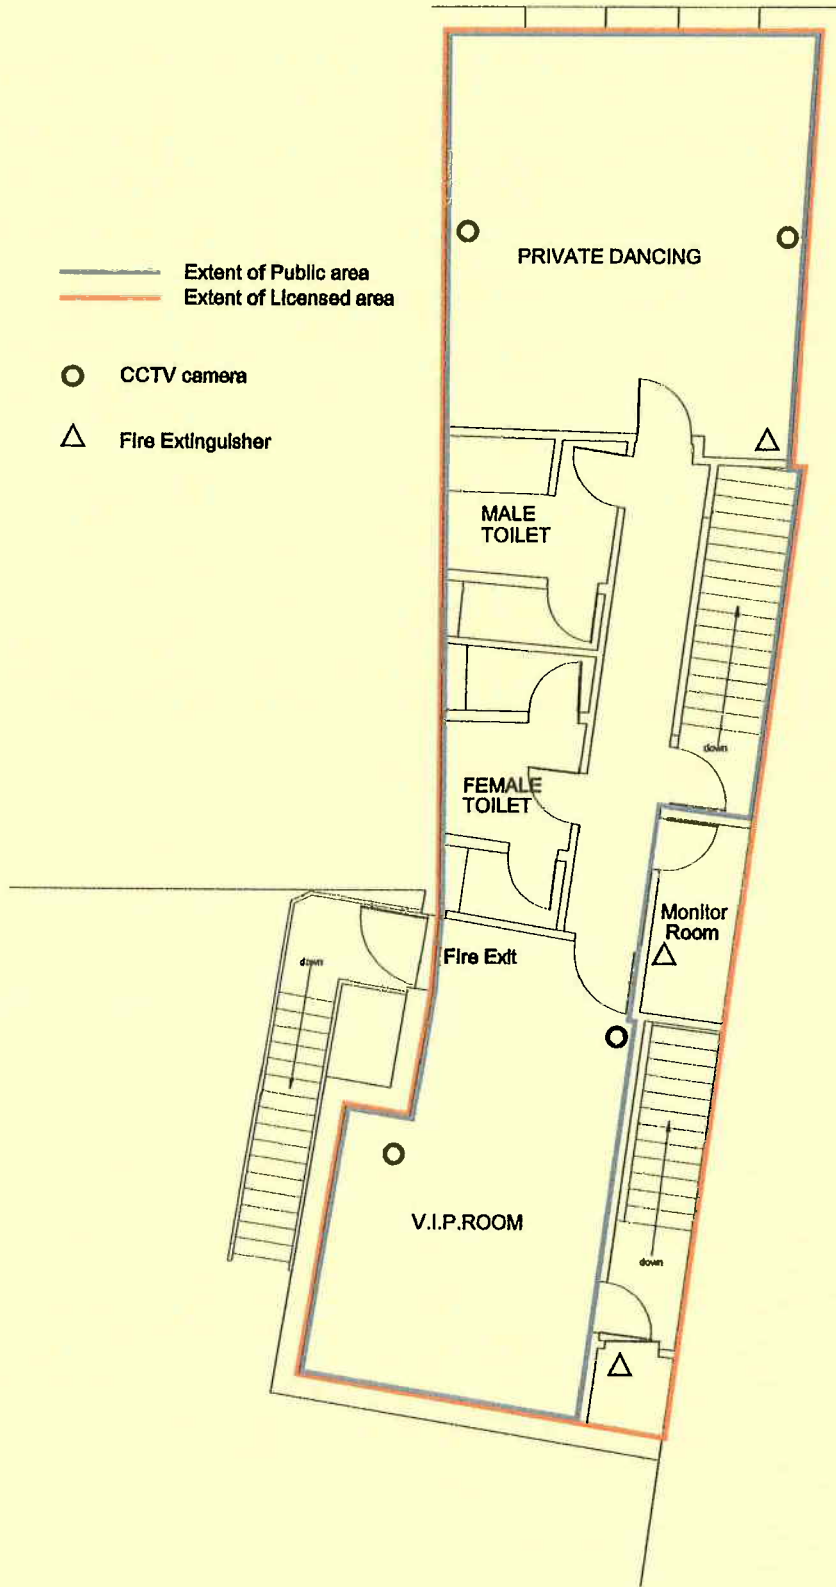 PRIVATE DANCING
Extent of Public area
Extent of Licensed area
CCTV camera
Fire Extinguisher
MALE
TOILET
down
FEMALE
TOILET
Monitor
Room
Fire Exit
down
V.I.P.ROOM
down